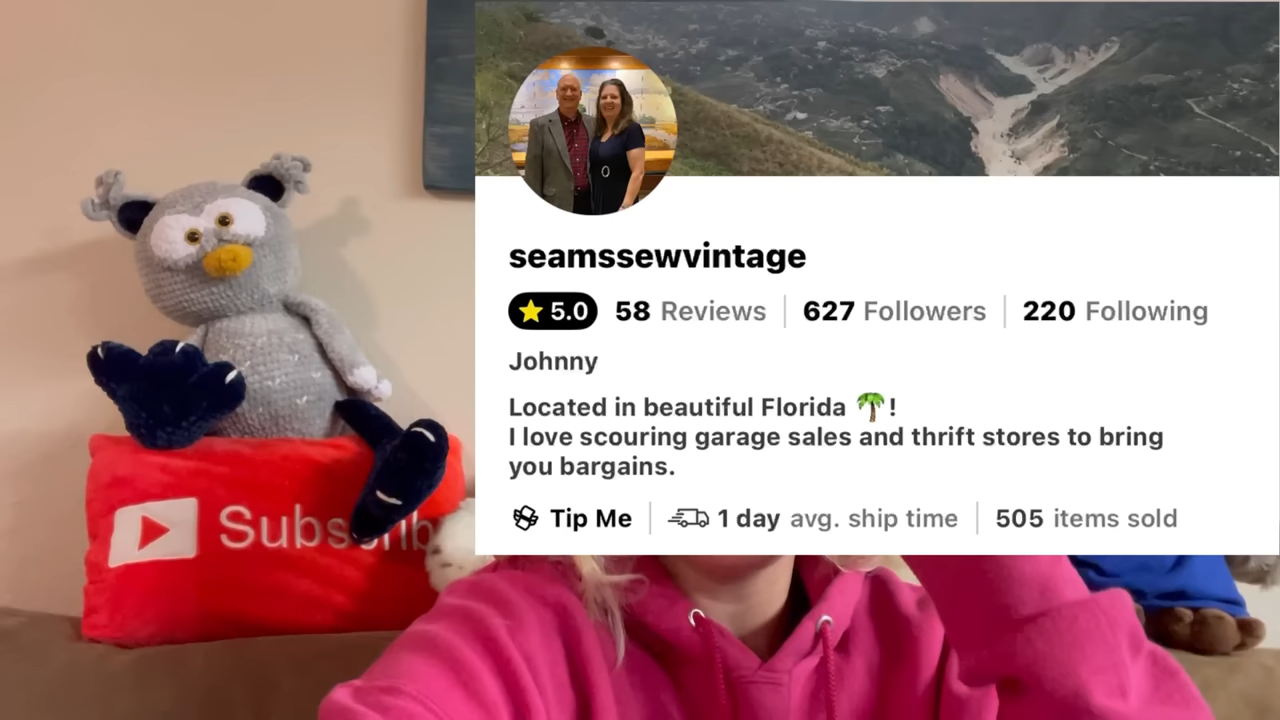 seamssewvintage
5.0 58 Reviews 627 Followers 220 Following
Johnny
Located in beautiful Florida 🌴!
I love scouring garage sales and thrift stores to bring
you bargains.
Tip Me 1 day avg. ship time 505 items sold
Subscrib